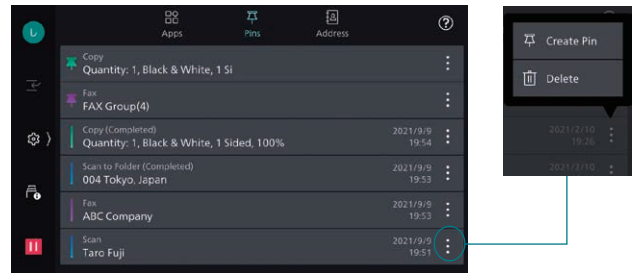 Apps
Pins
Address
?
Copy
Quantity: 1, Black & White, 1 Si
Fax
FAX Group(4)
Copy (Completed)
Quantity: 1, Black & White, 1 Sided, 100%
2021/9/9
19:54
Scan to Folder (Completed)
004 Tokyo, Japan
2021/9/9
19:53
Fax
ABC Company
2021/9/9
19:53
Scan
Taro Fuji
2021/9/9
19:51
Create Pin
Delete
2021/2/10
19:26
2021/2/10